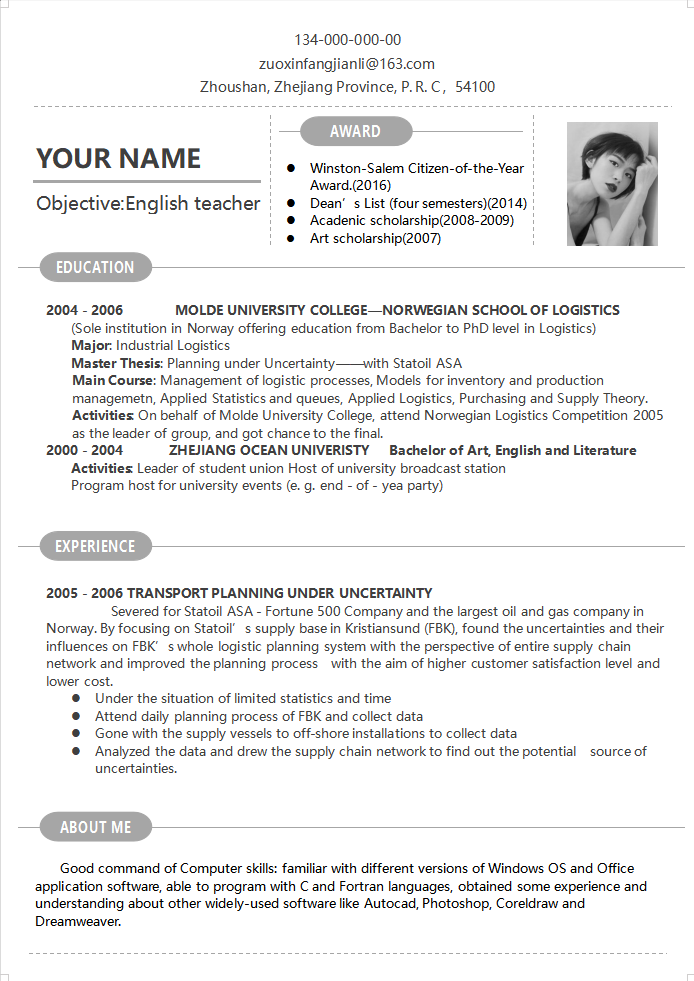 134-000-000-00
zuoxinfangjianli@163.com
Zhoushan, Zhejiang Province, P. R. C，54100
YOUR NAME
Objective:English teacher
AWARD
● Winston-Salem Citizen-of-the-Year
Award.(2016)
● Dean’s List (four semesters)(2014)
● Acadenic scholarship(2008-2009)
● Art scholarship(2007)
EDUCATION
2004 - 2006 MOLDE UNIVERSITY COLLEGE—NORWEGIAN SCHOOL OF LOGISTICS
(Sole institution in Norway offering education from Bachelor to PhD level in Logistics)
Major: Industrial Logistics
Master Thesis: Planning under Uncertainty——with Statoil ASA
Main Course: Management of logistic processes, Models for inventory and production
managemetn, Applied Statistics and queues, Applied Logistics, Purchasing and Supply Theory.
Activities: On behalf of Molde University College, attend Norwegian Logistics Competition 2005
as the leader of group, and got chance to the final.
2000 - 2004 ZHEJIANG OCEAN UNIVERISTY Bachelor of Art, English and Literature
Activities: Leader of student union Host of university broadcast station
Program host for university events (e. g. end - of - yea party)
EXPERIENCE
2005 - 2006 TRANSPORT PLANNING UNDER UNCERTAINTY
Severed for Statoil ASA - Fortune 500 Company and the largest oil and gas company in
Norway. By focusing on Statoil’s supply base in Kristiansund (FBK), found the uncertainties and their
influences on FBK’s whole logistic planning system with the perspective of entire supply chain
network and improved the planning process with the aim of higher customer satisfaction level and
lower cost.
● Under the situation of limited statistics and time
● Attend daily planning process of FBK and collect data
● Gone with the supply vessels to off-shore installations to collect data
● Analyzed the data and drew the supply chain network to find out the potential source of
uncertainties.
ABOUT ME
Good command of Computer skills: familiar with different versions of Windows OS and Office
application software, able to program with C and Fortran languages, obtained some experience and
understanding about other widely-used software like Autocad, Photoshop, Coreldraw and
Dreamweaver.